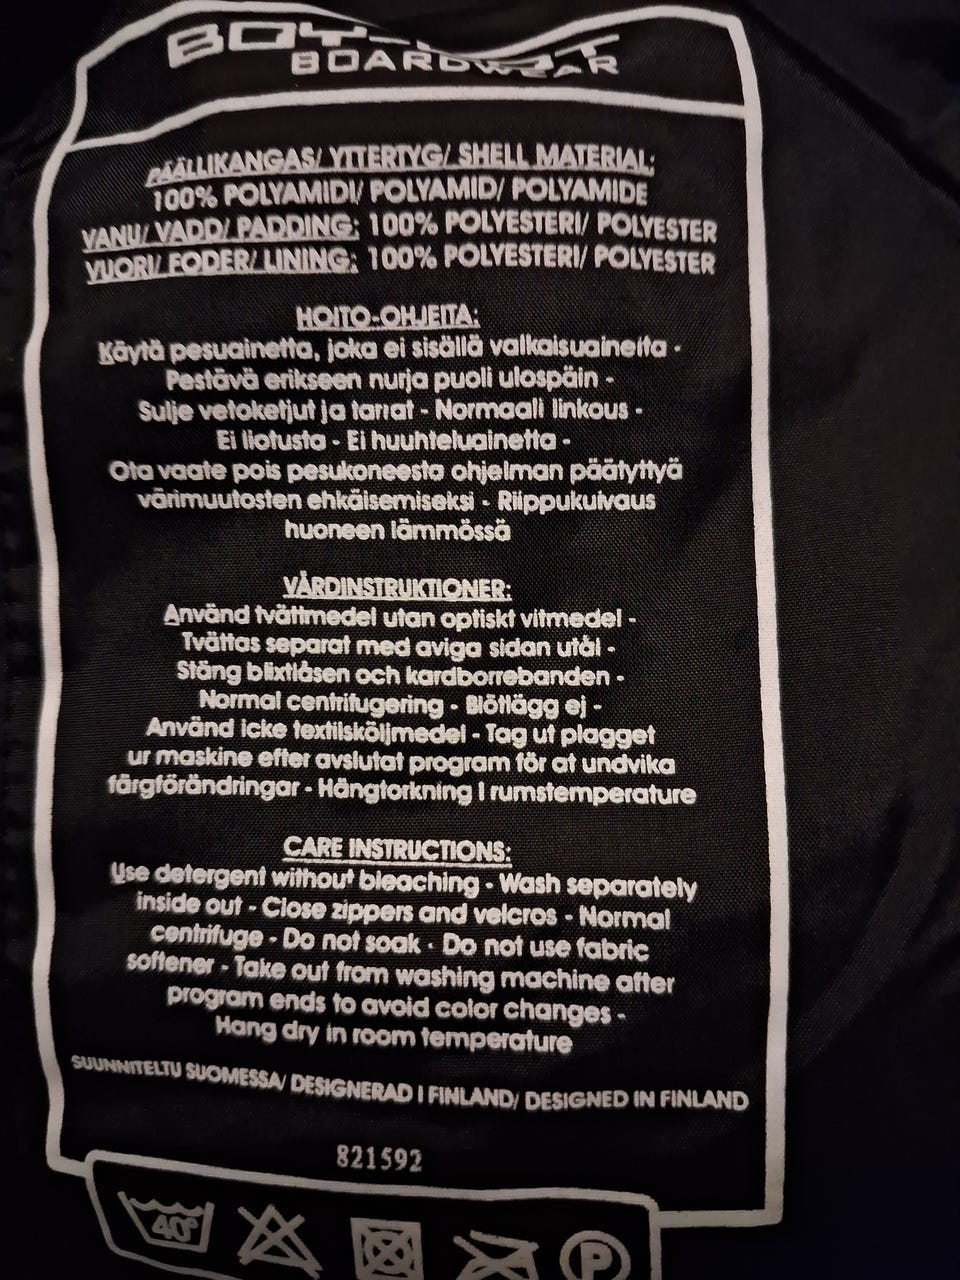 BOARDWEAR
PÄÄLLIKANGAS/ YTTERTYG/ SHELL MATERIAL:
100% POLYAMIDI/ POLYAMID/ POLYAMIDE
VANU/ VADD/ PADDING: 100% POLYESTERI/ POLYESTER
VUORI/ FODER/ LINING: 100% POLYESTERI/ POLYESTER
HOITO-OHJEITA:
Käytä pesuainetta, joka ei sisällä valkaisuaineita -
Pestävä erikseen nurja puoli ulospäin -
Sulje vetoketjut ja tarrat - Normaali linkous -
Ei liotusta - Ei huuhteluainetta -
Ota vaate pois pesukoneesta ohjelman päätyttyä
värimuutosten ehkäisemiseksi - Riippukuivaus
huoneen lämmössä
VÅRDINSTRUKTIONER:
Använd tvättmedel utan optiskt vitmedel -
Tvättas separat med aviga sidan utåt -
Stäng blixtlåsen och kardborrebanden -
Normal centrifugering - Blötlägg ej -
Använd icke textilsköljmedel - Tag ut plagget
ur maskine efter avslutat program för at undvika
färgförändringar - Hängtorkning I rumstemperature
CARE INSTRUCTIONS:
Use detergent without bleaching - Wash separately
inside out - Close zippers and velcros - Normal
centrifuge - Do not soak - Do not use fabric
softener - Take out from washing machine after
program ends to avoid color changes -
Hang dry in room temperature
SUUNNITELTU SUOMESSA/ DESIGNERAD I FINLAND/ DESIGNED IN FINLAND
821592
40° P